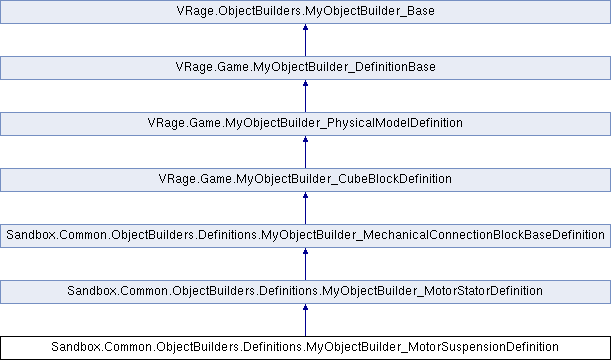 VRage.ObjectBuilders.MyObjectBuilder_Base
VRage.Game.MyObjectBuilder_DefinitionBase
VRage.Game.MyObjectBuilder_PhysicalModelDefinition
VRage.Game.MyObjectBuilder_CubeBlockDefinition
Sandbox.Common.ObjectBuilders.Definitions.MyObjectBuilder_MechanicalConnectionBlockBaseDefinition
Sandbox.Common.ObjectBuilders.Definitions.MyObjectBuilder_MotorStatorDefinition
Sandbox.Common.ObjectBuilders.Definitions.MyObjectBuilder_MotorSuspensionDefinition